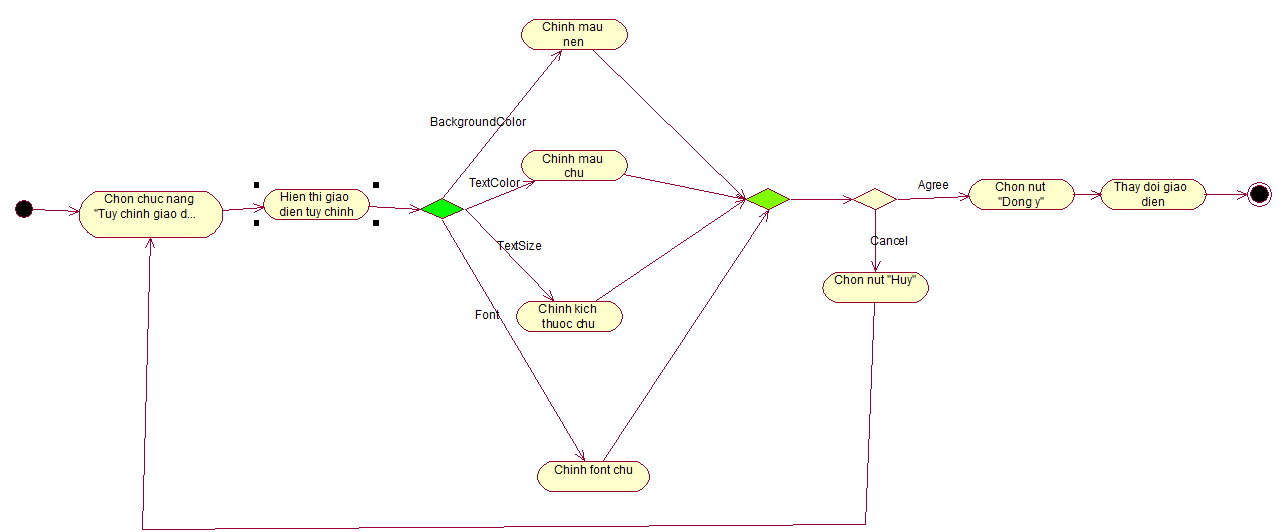 Chinh mau
nen
BackgroundColor
Chinh mau
chu
TextColor
Chon chuc nang
"Tuy chinh giao d...
Hien thi giao
dien tuy chinh
TextSize
Chinh kich
thuoc chu
Font
Chinh font chu
Agree
Chon nut
"Dong y"
Thay doi giao
dien
Cancel
Chon nut "Huy"